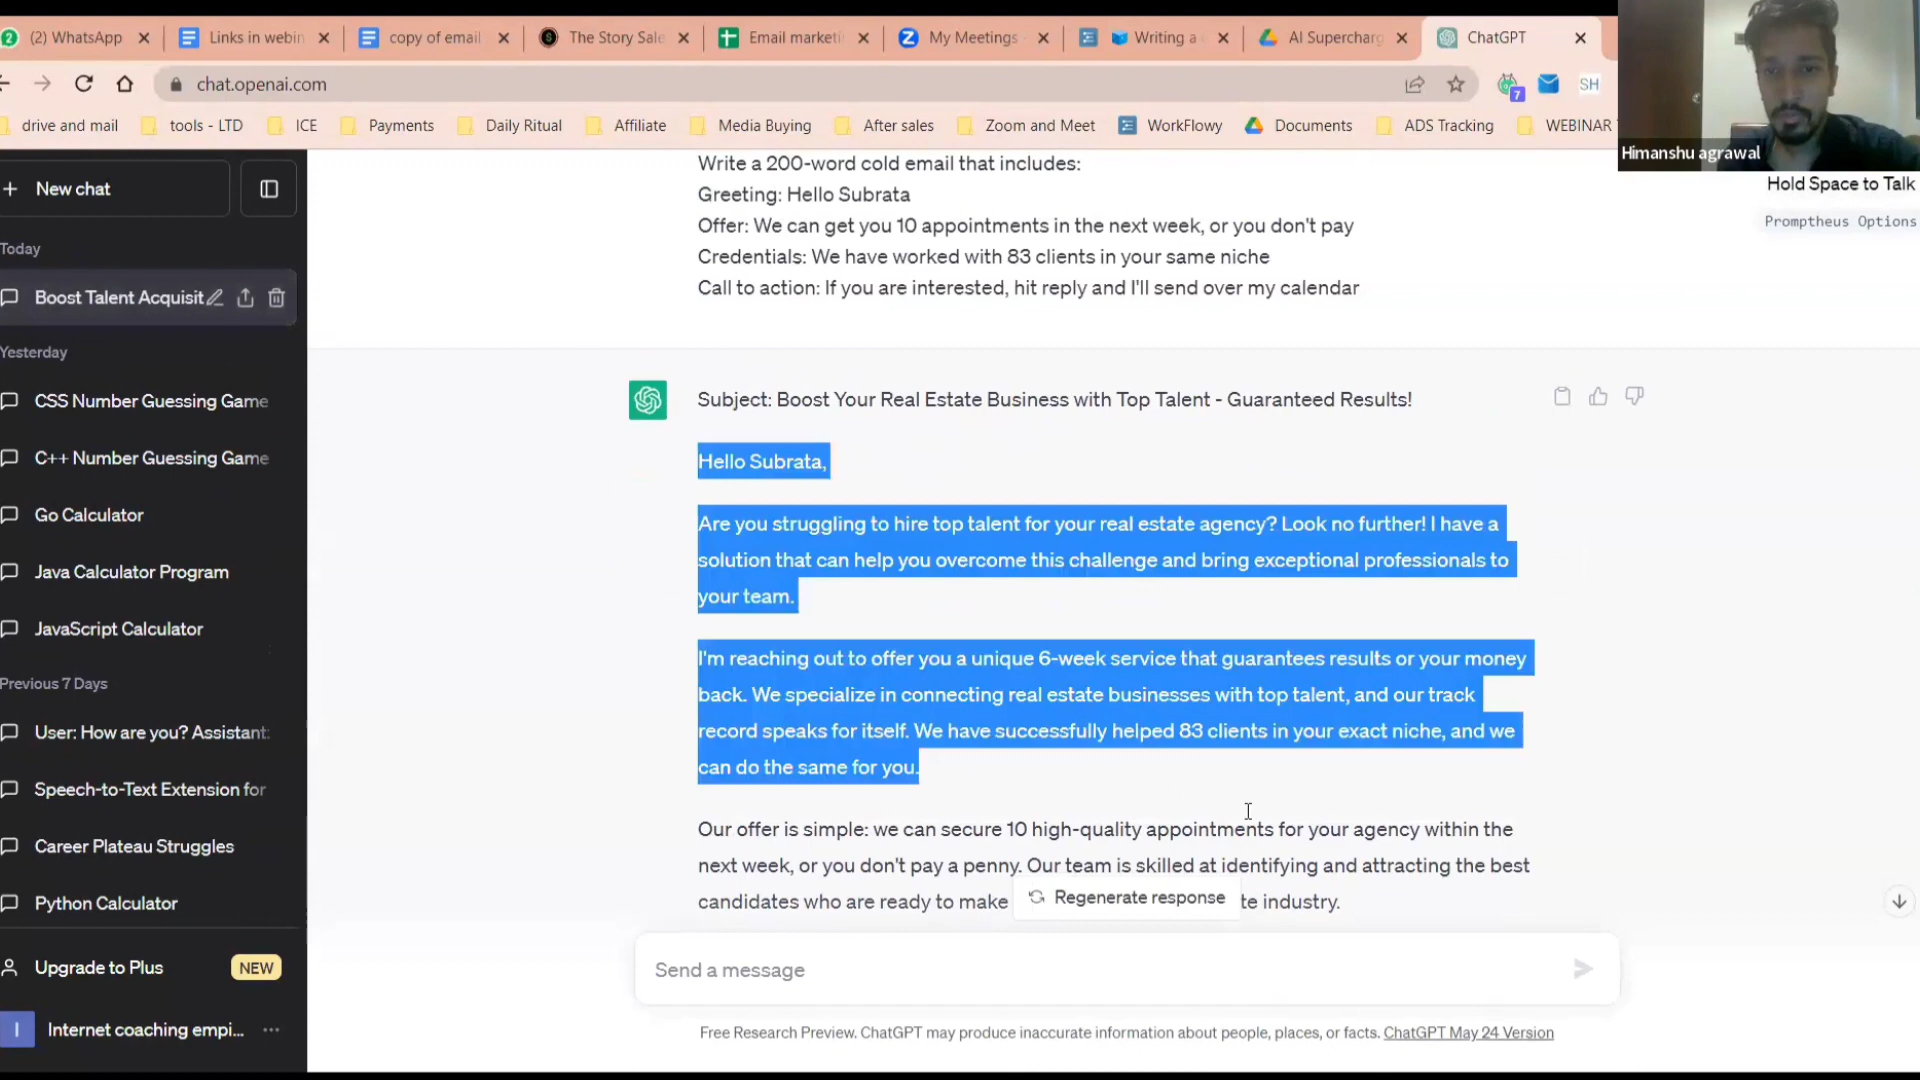 2 (2) WhatsApp
Links in webin
copy of email
The Story Sale
Email marketi
My Meetings -
Writing a c
AI Supercharg
ChatGPT
chat.openai.com
7
SH
drive and mail
tools - LTD
ICE
Payments
Daily Ritual
Affiliate
Media Buying
After sales
Zoom and Meet
WorkFlowy
Documents
ADS Tracking
WEBINAR
Himanshu agrawal
Hold Space to Talk
Promptheus Options
New chat
Today
Boost Talent Acquisit
Yesterday
CSS Number Guessing Game
C++ Number Guessing Game
Go Calculator
Java Calculator Program
JavaScript Calculator
Previous 7 Days
User: How are you? Assistant:
Speech-to-Text Extension for
Career Plateau Struggles
Python Calculator
Upgrade to Plus
NEW
I
Internet coaching empi...
Write a 200-word cold email that includes:
Greeting: Hello Subrata
Offer: We can get you 10 appointments in the next week, or you don't pay
Credentials: We have worked with 83 clients in your same niche
Call to action: If you are interested, hit reply and I'll send over my calendar
Subject: Boost Your Real Estate Business with Top Talent - Guaranteed Results!
Hello Subrata,
Are you struggling to hire top talent for your real estate agency? Look no further! I have a
solution that can help you overcome this challenge and bring exceptional professionals to
your team.
I'm reaching out to offer you a unique 6-week service that guarantees results or your money
back. We specialize in connecting real estate businesses with top talent, and our track
record speaks for itself. We have successfully helped 83 clients in your exact niche, and we
can do the same for you.
Our offer is simple: we can secure 10 high-quality appointments for your agency within the
next week, or you don't pay a penny. Our team is skilled at identifying and attracting the best
candidates who are ready to make
te industry.
Regenerate response
Send a message
Free Research Preview. ChatGPT may produce inaccurate information about people, places, or facts. ChatGPT May 24 Version